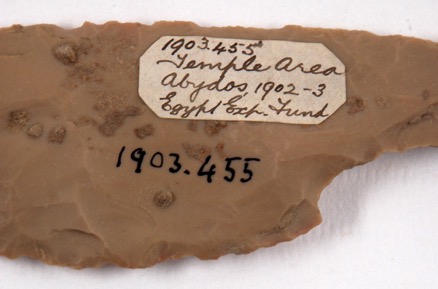 1903.455
Temple Area
Abydos, 1902-3
Egypt Exp. Fund
1903.455